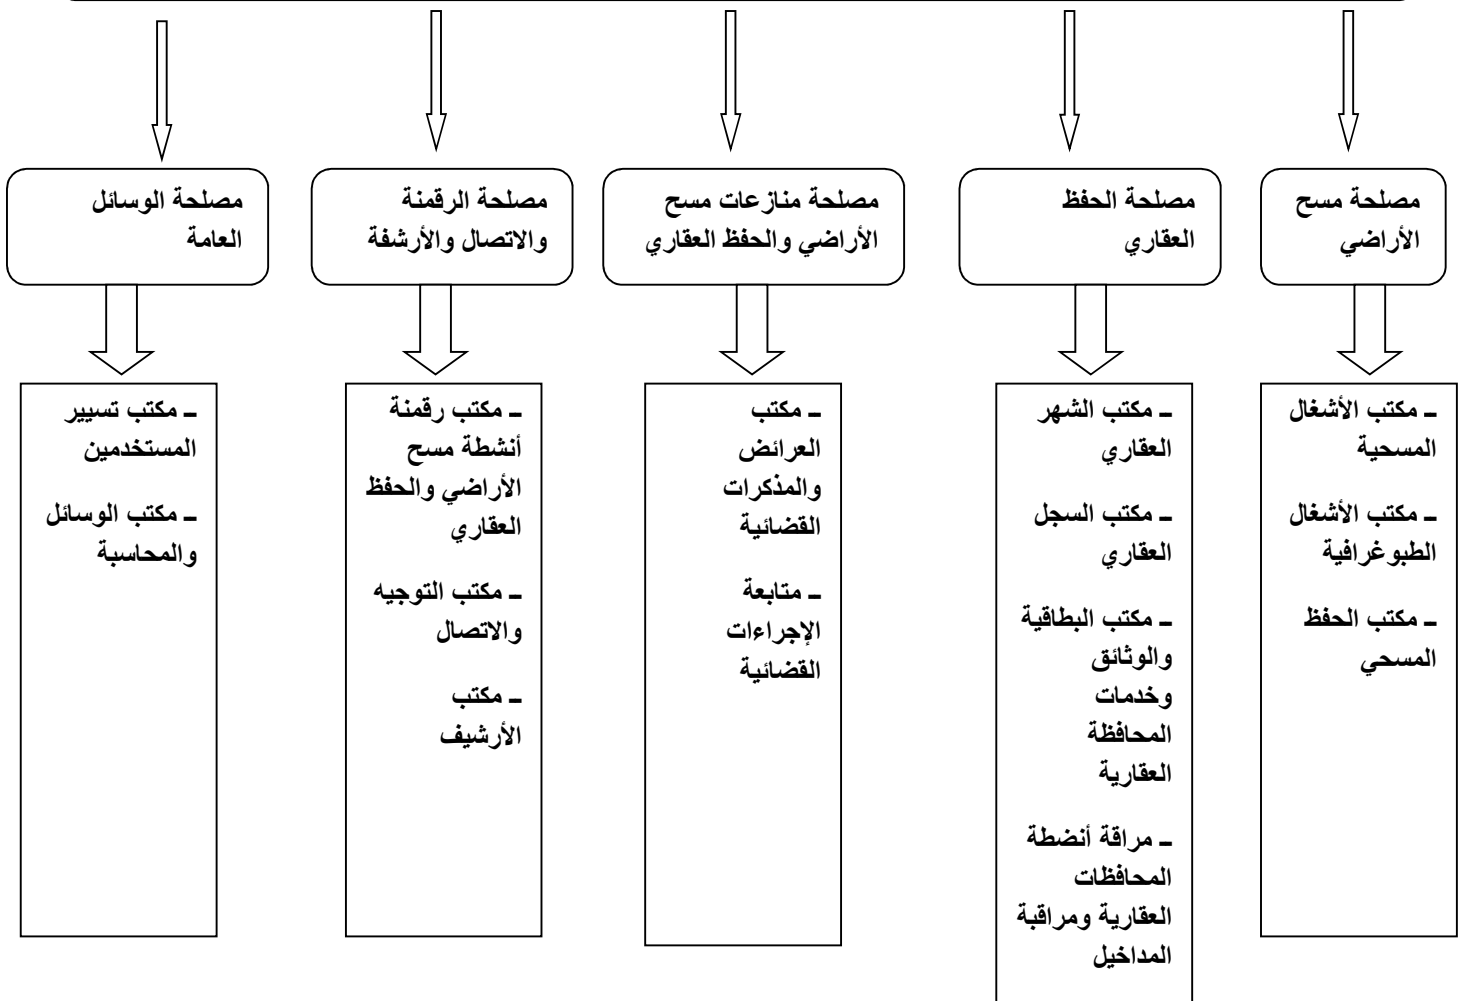 مصلحة مسح
الأراضي
مصلحة الحفظ
العقاري
مصلحة منازعات مسح
الأراضي والحفظ العقاري
مصلحة الرقمنة
والاتصال والأرشفة
مصلحة الوسائل
العامة
ـ مكتب الأشغال
المسحية
ـ مكتب الأشغال
الطبوغرافية
ـ مكتب الحفظ
المسحي
ـ مكتب الشهر
العقاري
ـ مكتب السجل
العقاري
ـ مكتب البطاقية
والوثائق
وخدمات
المحافظة
العقارية
ـ مراقة أنضطة
المحافظات
العقارية ومراقبة
المداخيل
ـ مكتب
العرائض
والمذكرات
القضائية
ـ متابعة
الإجراءات
القضائية
ـ مكتب رقمنة
أنشطة مسح
الأراضي والحفظ
العقاري
ـ مكتب التوجيه
والاتصال
ـ مكتب
الأرشيف
ـ مكتب تسيير
المستخدمين
ـ مكتب الوسائل
والمحاسبة